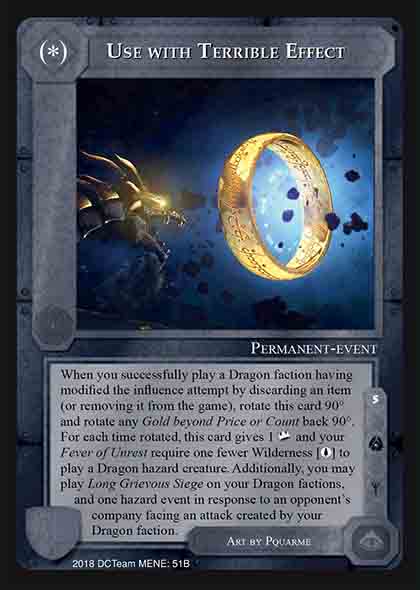 (*)
USE WITH TERRIBLE EFFECT
PERMANENT-EVENT
When you successfully play a Dragon faction having
modified the influence attempt by discarding an item
(or removing it from the game), rotate this card 90°
and rotate any Gold beyond Price or Count back 90°.
For each time rotated, this card gives 1 and your
Fever of Unrest require one fewer Wilderness [ ] to
play a Dragon hazard creature. Additionally, you may
play Long Grievous Siege on your Dragon factions,
and one hazard event in response to an opponent's
company facing an attack created by your
Dragon faction.
5
ART BY PQUARME
2018 DCTeam MENE: 51B